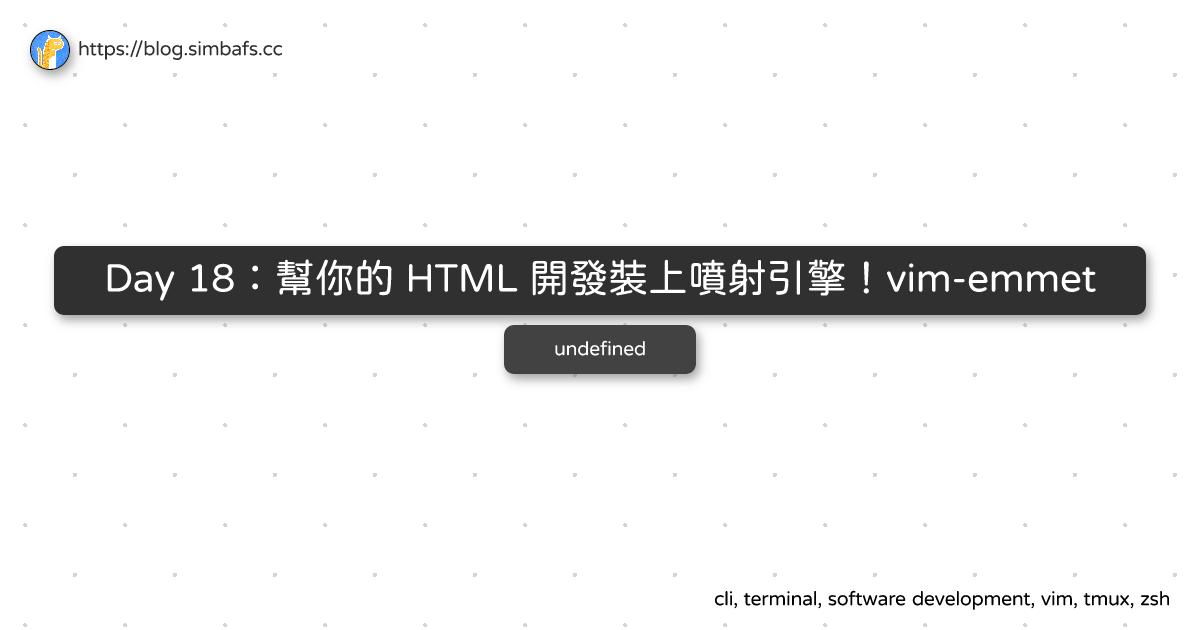 https://blog.simbafs.cc
Day 18：幫你的 HTML 開發裝上噴射引擎！vim-emmet
undefined
cli, terminal, software development, vim, tmux, zsh